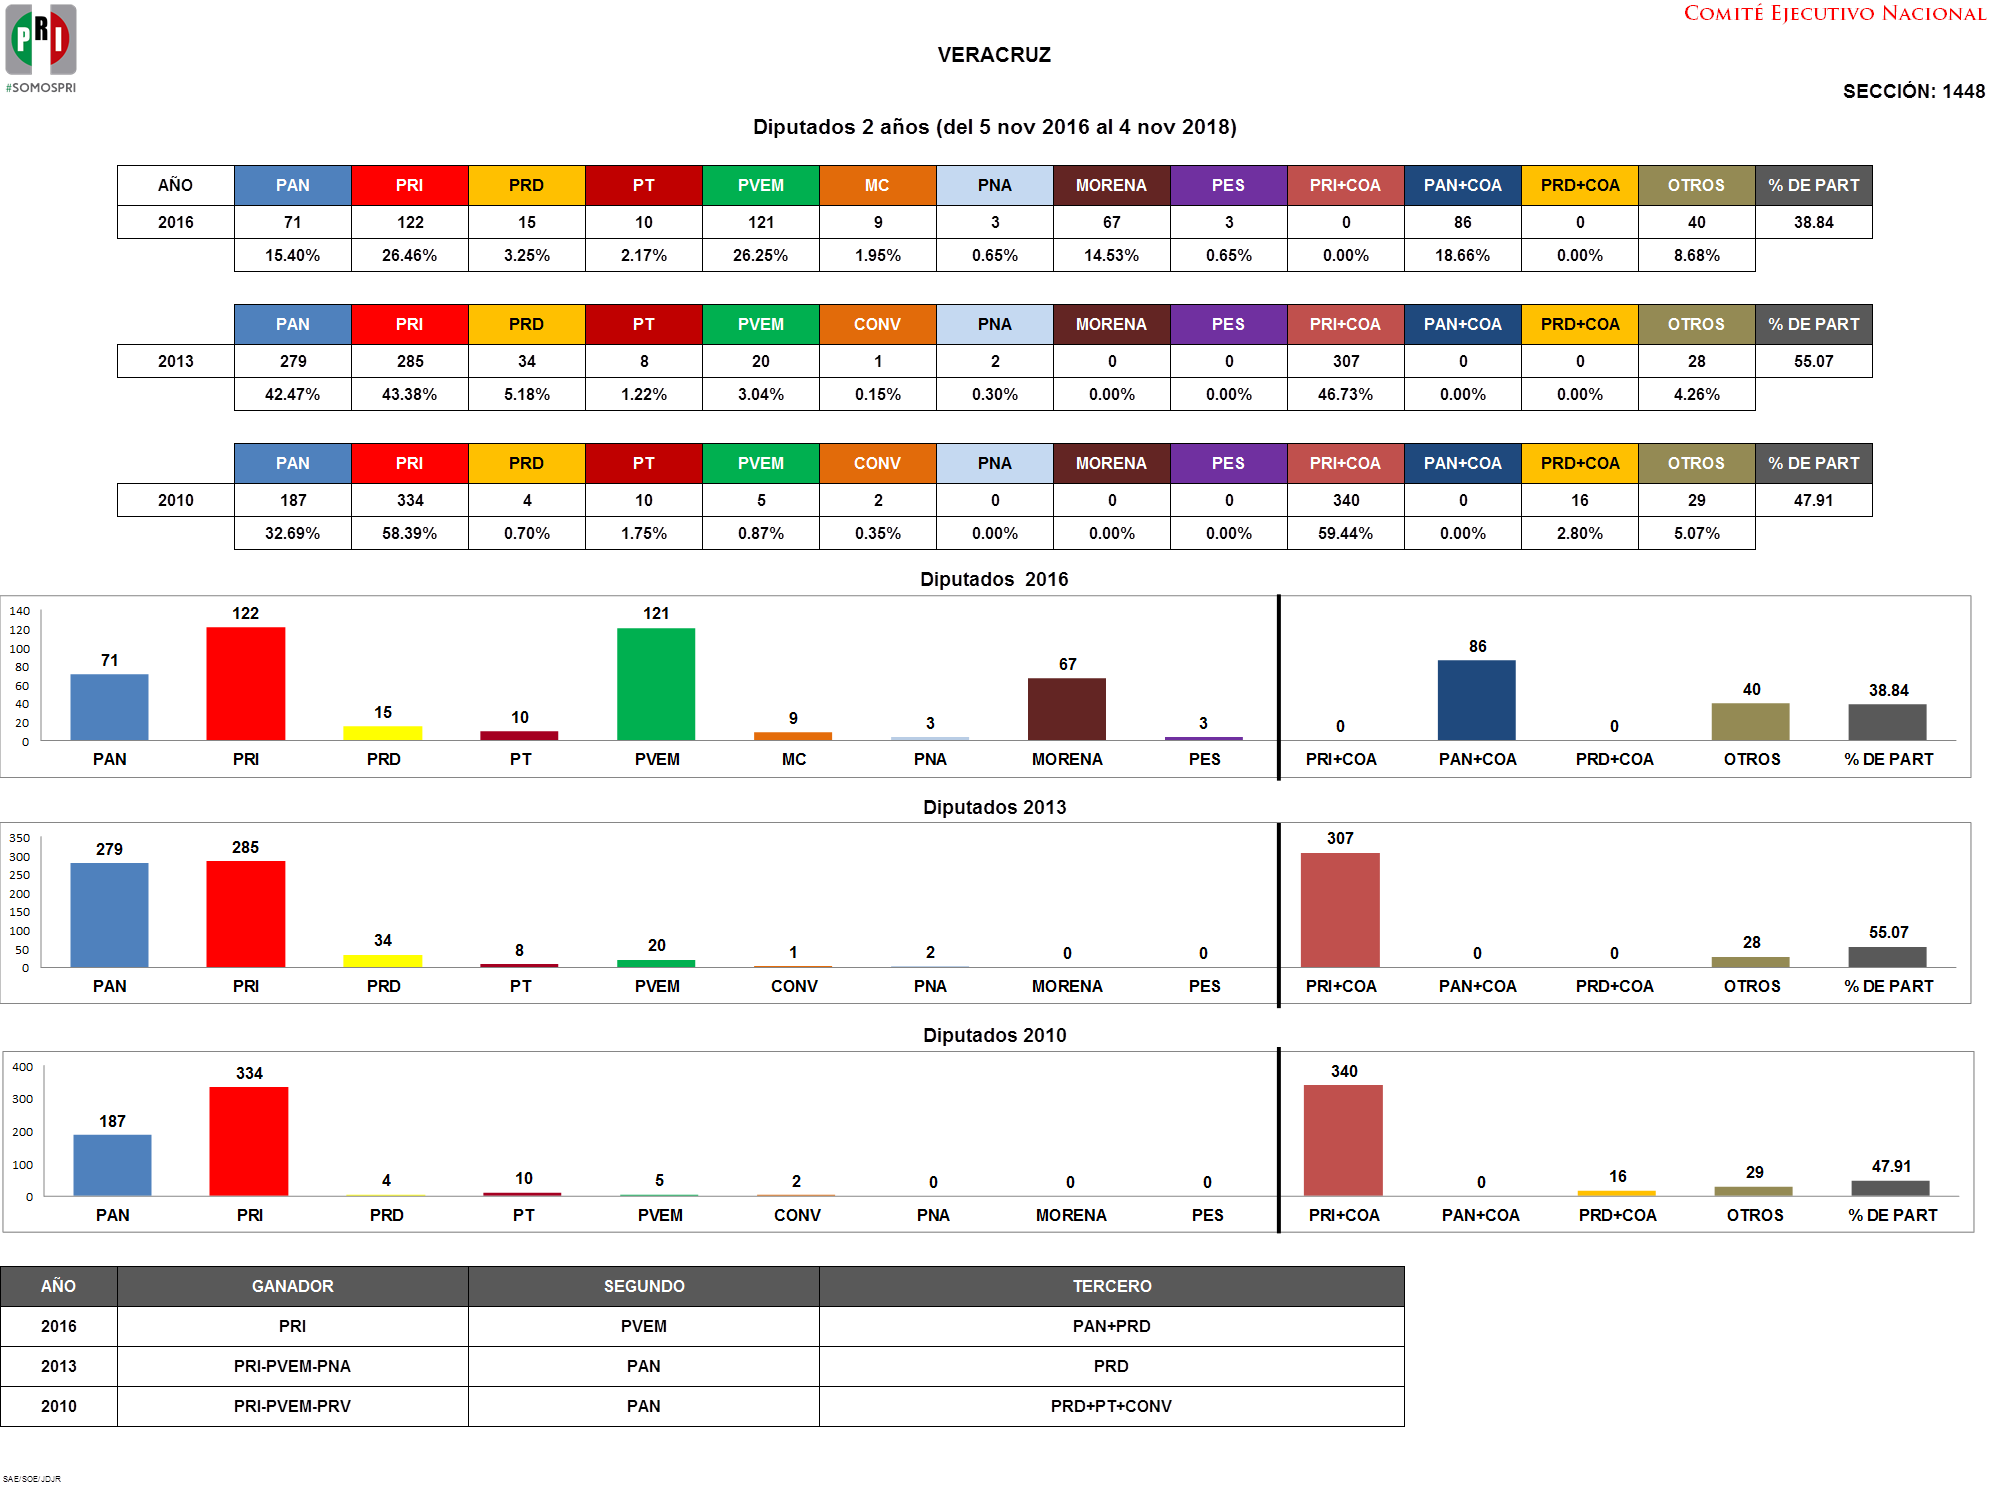 COMITÉ EJECUTIVO NACIONAL
PRI
#SOMOSPRI
VERACRUZ
SECCIÓN: 1448
Diputados 2 años (del 5 nov 2016 al 4 nov 2018)
AÑO PAN PRI PRD PT PVEM MC PNA MORENA PES PRI+COA PAN+COA PRD+COA OTROS % DE PART
2016 71 122 15 10 121 9 3 67 3 0 86 0 40 38.84
15.40% 26.46% 3.25% 2.17% 26.25% 1.95% 0.65% 14.53% 0.65% 0.00% 18.66% 0.00% 8.68%
PAN PRI PRD PT PVEM CONV PNA MORENA PES PRI+COA PAN+COA PRD+COA OTROS % DE PART
2013 279 285 34 8 20 1 2 0 0 307 0 0 28 55.07
42.47% 43.38% 5.18% 1.22% 3.04% 0.15% 0.30% 0.00% 0.00% 46.73% 0.00% 0.00% 4.26%
PAN PRI PRD PT PVEM CONV PNA MORENA PES PRI+COA PAN+COA PRD+COA OTROS % DE PART
2010 187 334 4 10 5 2 0 0 0 340 0 16 29 47.91
32.69% 58.39% 0.70% 1.75% 0.87% 0.35% 0.00% 0.00% 0.00% 59.44% 0.00% 2.80% 5.07%
Diputados 2016
140
120
100
80
60
40
20
0
71 122 15 10 121 9 3 67 3 0 86 0 40 38.84
PAN PRI PRD PT PVEM MC PNA MORENA PES PRI+COA PAN+COA PRD+COA OTROS % DE PART
Diputados 2013
350
300
250
200
150
100
50
0
279 285 34 8 20 1 2 0 0 307 0 0 28 55.07
PAN PRI PRD PT PVEM CONV PNA MORENA PES PRI+COA PAN+COA PRD+COA OTROS % DE PART
Diputados 2010
400
300
200
100
0
187 334 4 10 5 2 0 0 0 340 0 16 29 47.91
PAN PRI PRD PT PVEM CONV PNA MORENA PES PRI+COA PAN+COA PRD+COA OTROS % DE PART
AÑO GANADOR SEGUNDO TERCERO
2016 PRI PVEM PAN+PRD
2013 PRI-PVEM-PNA PAN PRD
2010 PRI-PVEM-PRV PAN PRD+PT+CONV
SAE/SOE/JDJR